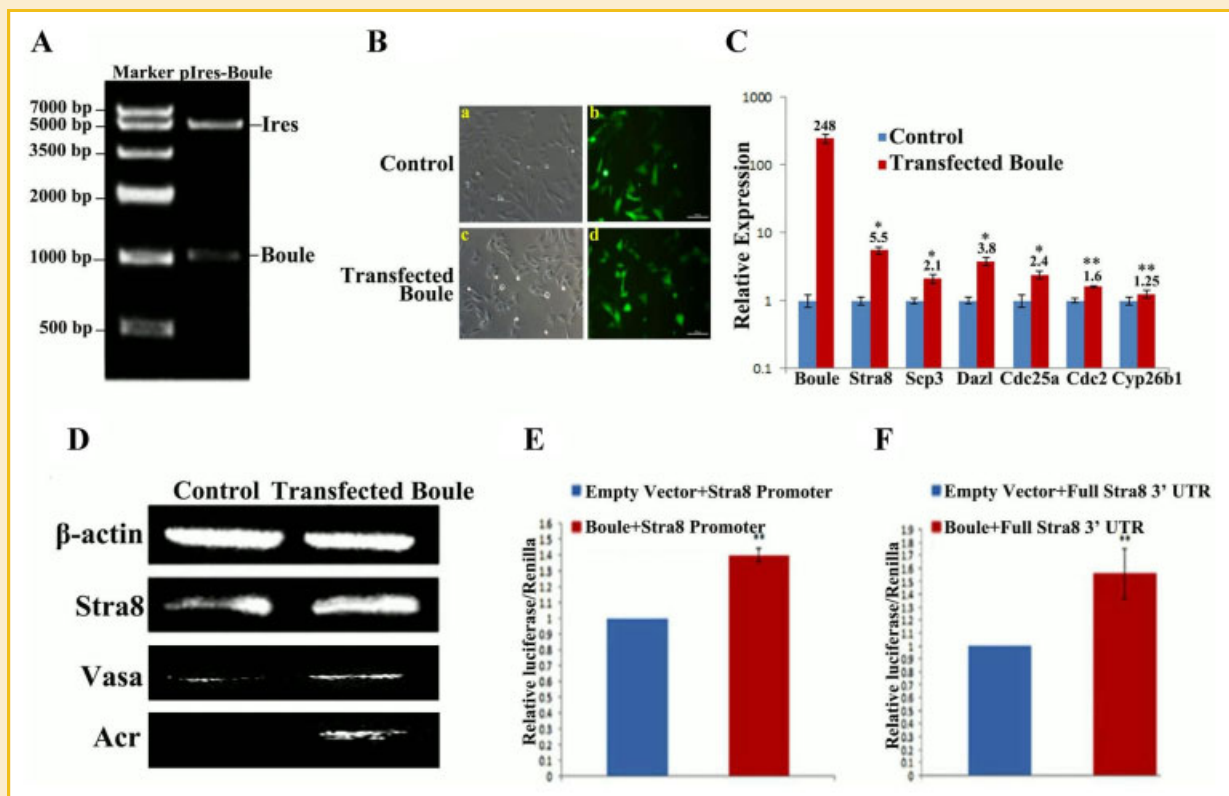 A
Marker pIres-Boule
7000 bp
5000 bp
3500 bp
2000 bp
1000 bp
500 bp
Ires
Boule
B
Control
Transfected
Boule
a
b
c
d
C
Relative Expression
1000
100
10
1
0.1
Control
Transfected Boule
248
*
5.5
*
2.1
*
3.8
*
2.4
**
1.6
**
1.25
Boule Stra8 Scp3 Dazl Cdc25a Cdc2 Cyp26b1
D
Control Transfected Boule
β-actin
Stra8
Vasa
Acr
E
Empty Vector+Stra8 Promoter
Boule+Stra8 Promoter
Relative luciferase/Renilla
1.6
1.5
1.4
1.3
1.2
1.1
1
0.9
0.8
0.7
0.6
0.5
0.4
0.3
0.2
0.1
0
**
F
Empty Vector+Full Stra8 3’ UTR
Boule+Full Stra8 3’ UTR
Relative luciferase/Renilla
1.9
1.8
1.7
1.6
1.5
1.4
1.3
1.2
1.1
1
0.9
0.8
0.7
0.6
0.5
0.4
0.3
0.2
0.1
0
**